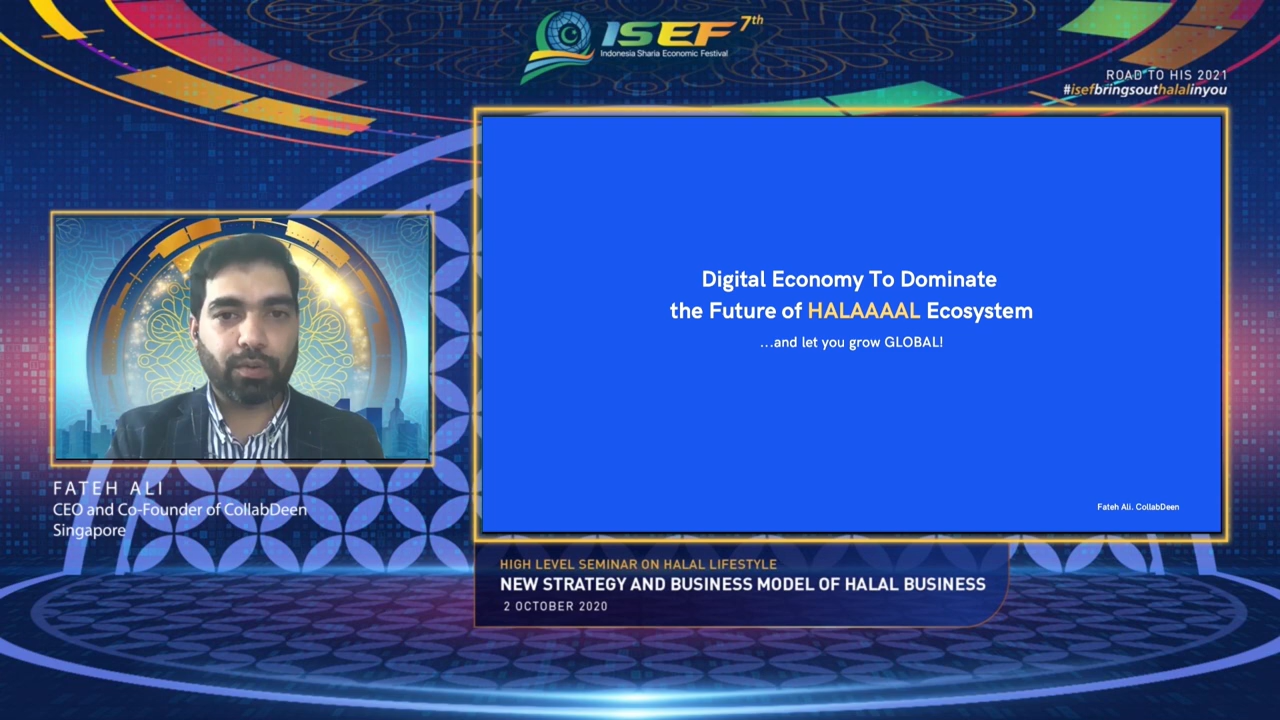 ISEF 7th
Indonesia Sharia Economic Festival
ROAD TO HIS 2021
#isefbringsouthalalinyou
Digital Economy To Dominate
the Future of HALAAAAL Ecosystem
...and let you grow GLOBAL!
Fateh Ali. CollabDeen
FATEH ALI
CEO and Co-Founder of CollabDeen
Singapore
HIGH LEVEL SEMINAR ON HALAL LIFESTYLE
NEW STRATEGY AND BUSINESS MODEL OF HALAL BUSINESS
2 OCTOBER 2020